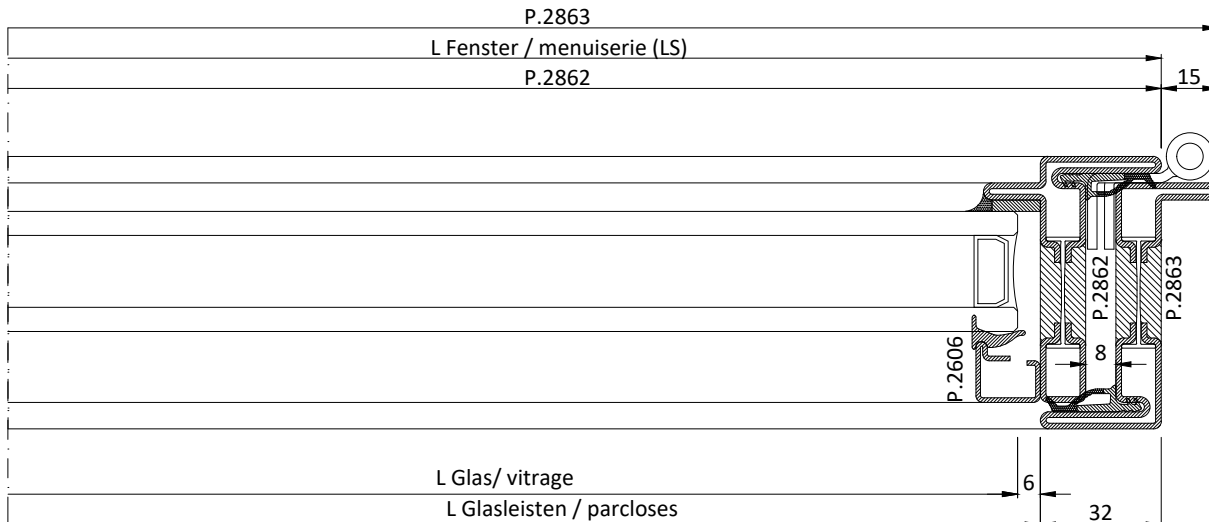 P.2863
L Fenster / menuiserie (LS)
P.2862
15
P.2862
P.2863
8
P.2606
L Glas/ vitrage
6
L Glasleisten / parcloses
32